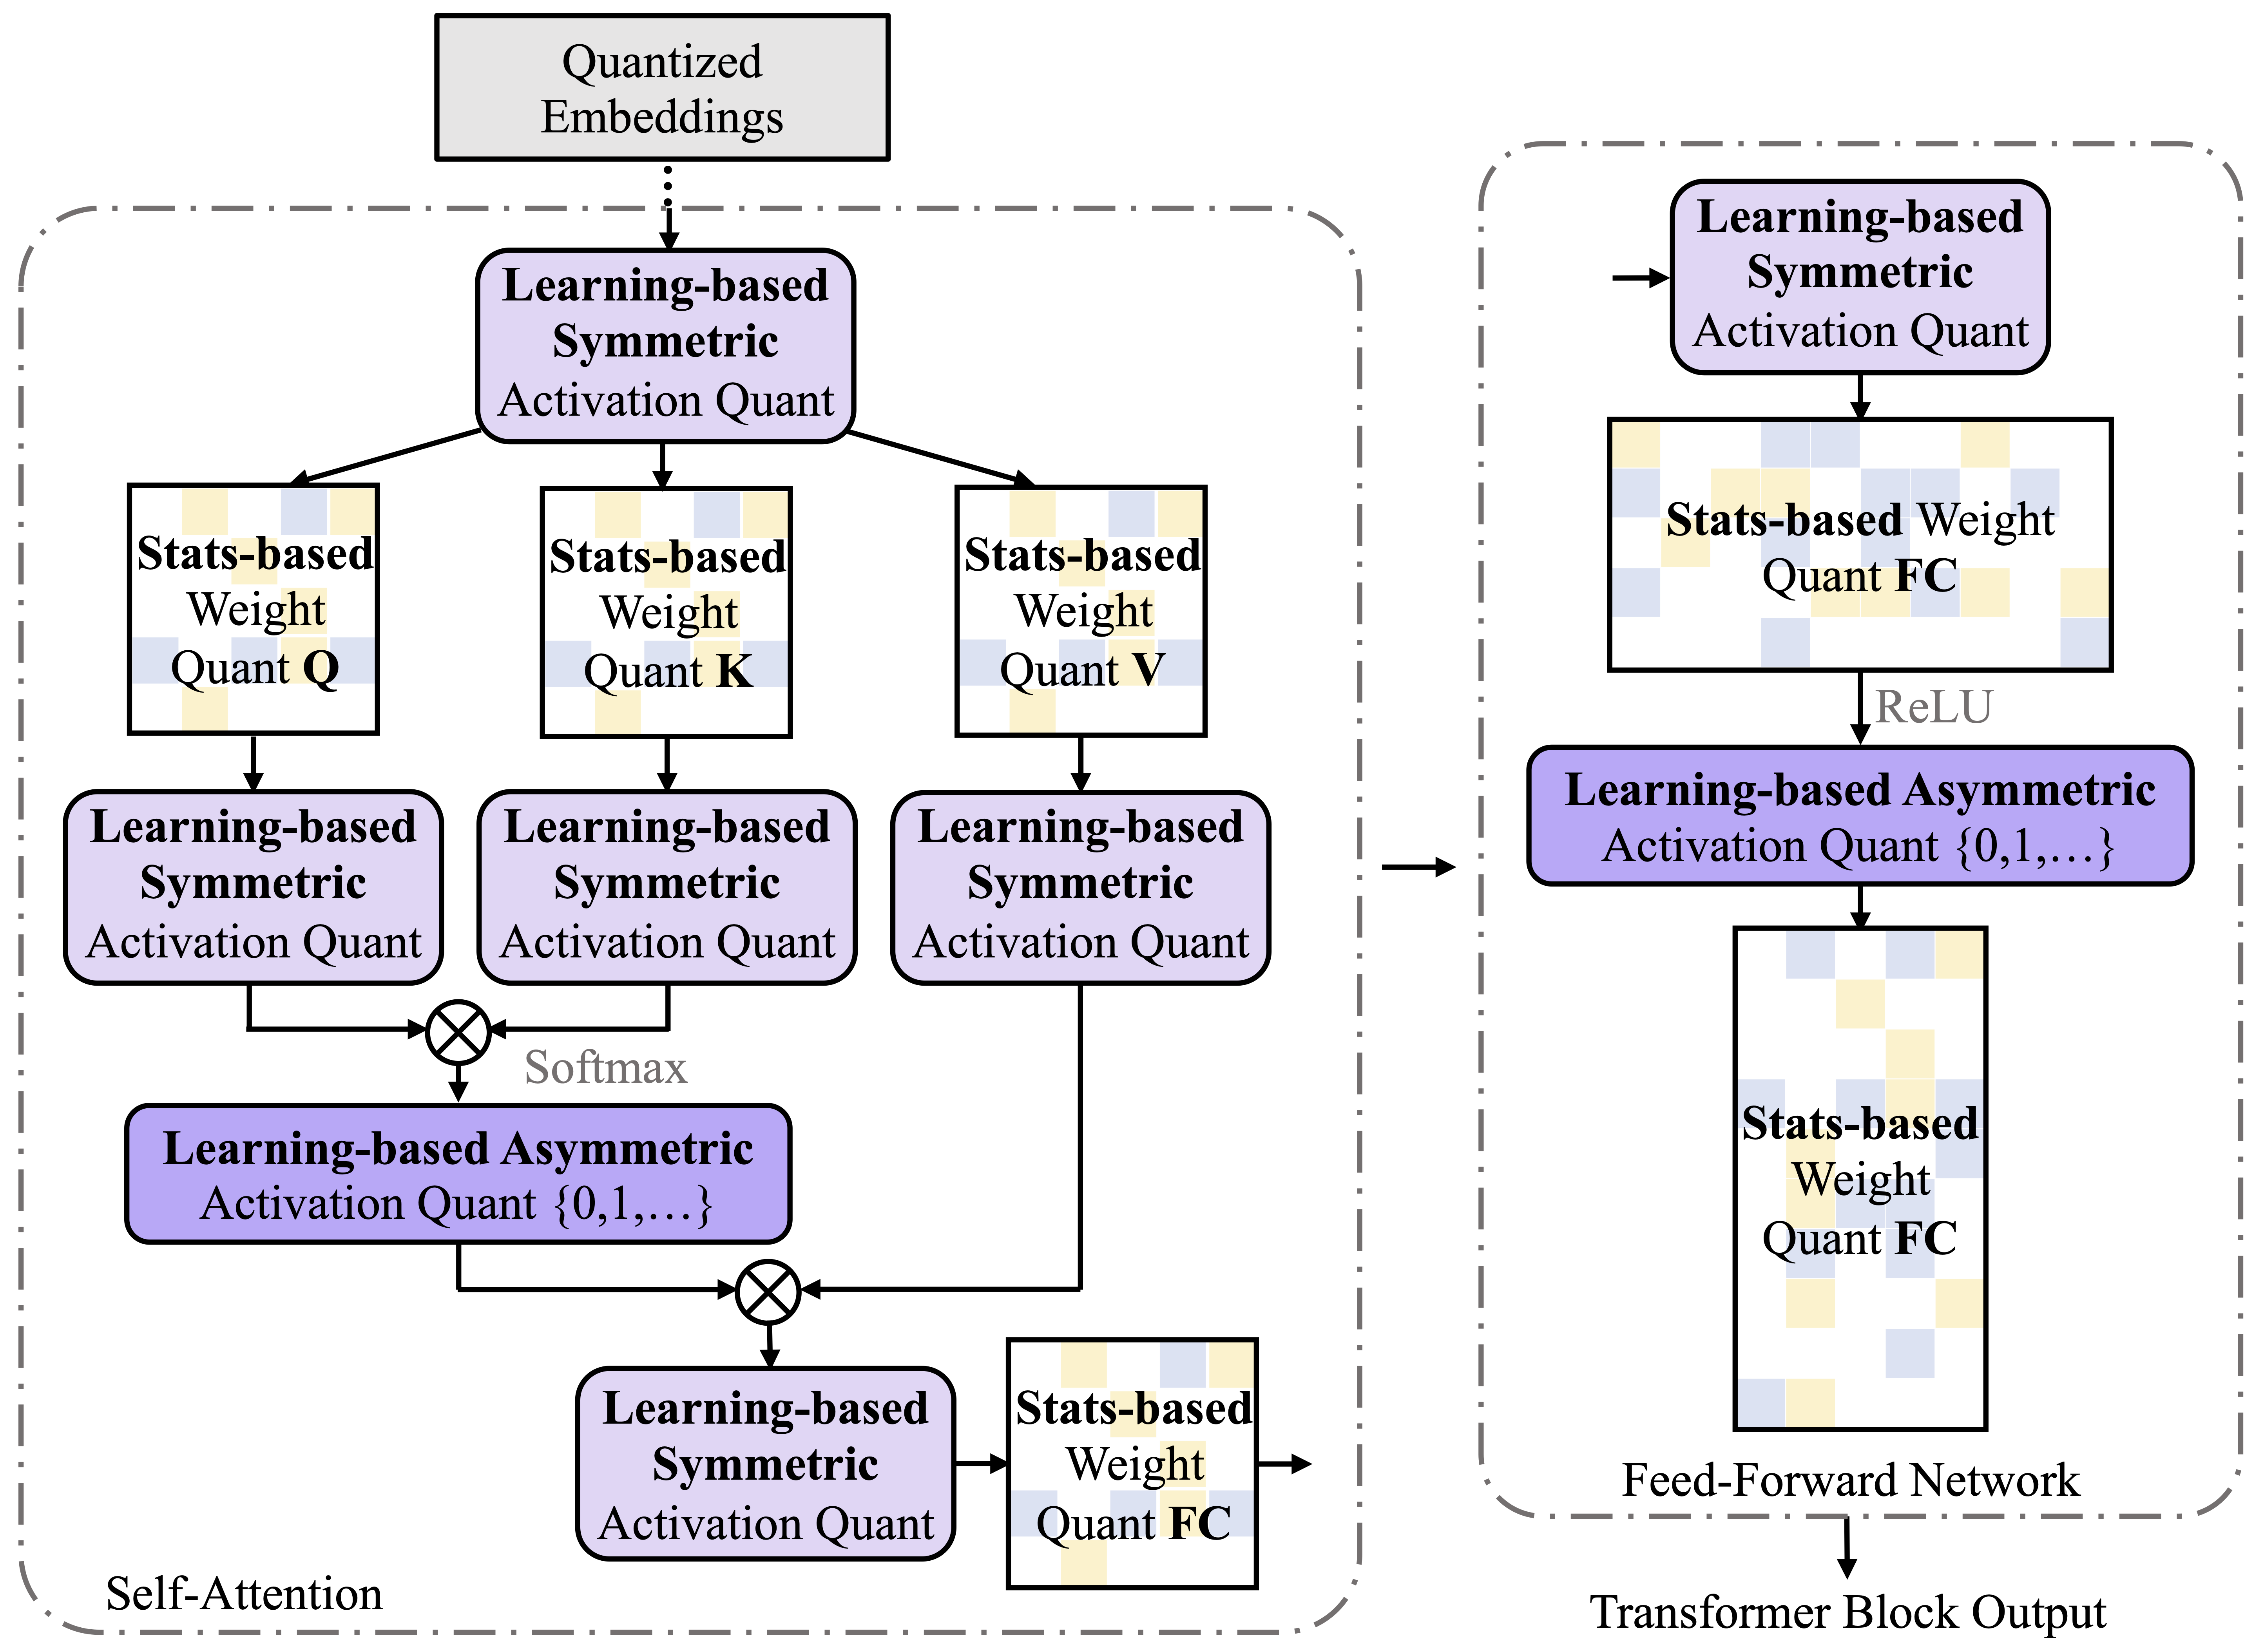 Quantized
Embeddings
Learning-based
Symmetric
Activation Quant
Stats-based
Weight
Quant Q
Stats-based
Weight
Quant K
Stats-based
Weight
Quant V
Learning-based
Symmetric
Activation Quant
Learning-based
Symmetric
Activation Quant
Learning-based
Symmetric
Activation Quant
Softmax
Learning-based Asymmetric
Activation Quant {0,1,…}
Learning-based
Symmetric
Activation Quant
Stats-based
Weight
Quant FC
Self-Attention
Learning-based
Symmetric
Activation Quant
Stats-based Weight
Quant FC
ReLU
Learning-based Asymmetric
Activation Quant {0,1,…}
Stats-based
Weight
Quant FC
Feed-Forward Network
Transformer Block Output